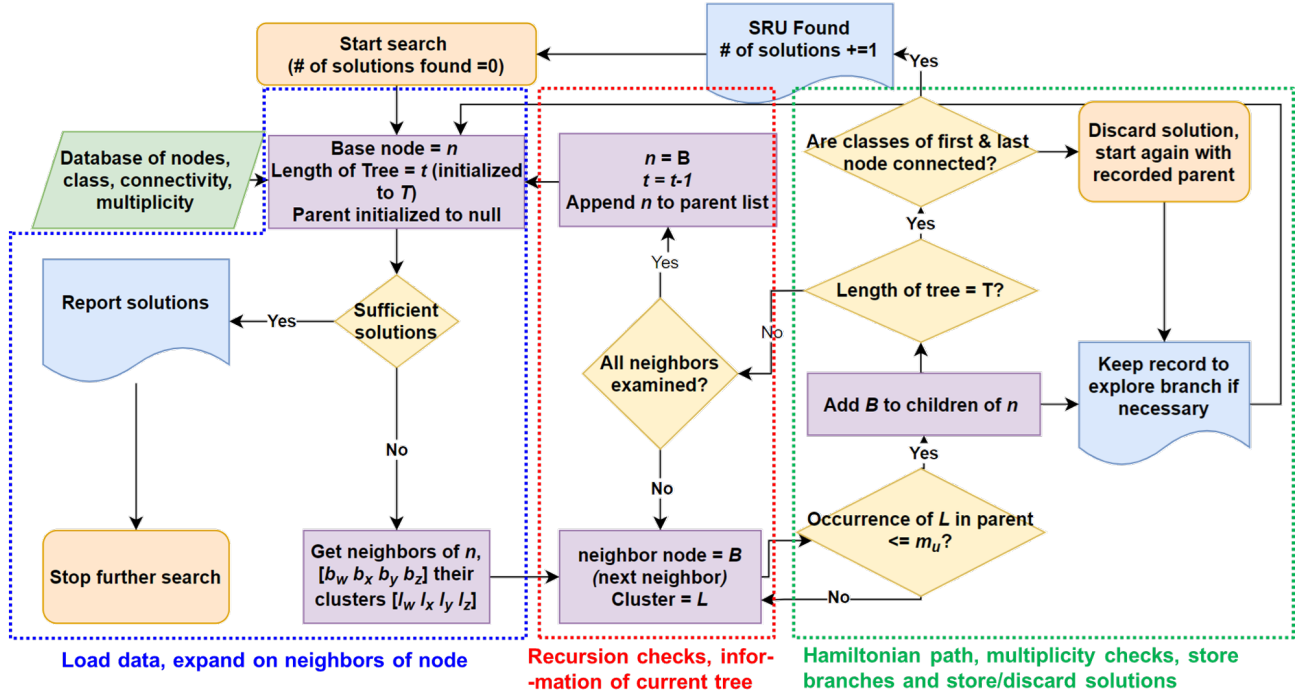 Start search
(# of solutions found =0)
SRU Found
# of solutions +=1
Yes
Database of nodes,
class, connectivity,
multiplicity
Base node = n
Length of Tree = t (initialized
to T)
Parent initialized to null
n = B
t = t-1
Append n to parent list
Are classes of first & last
node connected?
Discard solution,
start again with
recorded parent
Yes
Yes
Report solutions
Yes
Sufficient
solutions
Length of tree = T?
No
All neighbors
examined?
Keep record to
explore branch if
necessary
Add B to children of n
No
Yes
No
Occurrence of L in parent
<= mu?
Get neighbors of n,
[bw bx by bz] their
clusters [lw lx ly lz]
neighbor node = B
(next neighbor)
Cluster = L
Stop further search
No
Load data, expand on neighbors of node
Recursion checks, infor-
-mation of current tree
Hamiltonian path, multiplicity checks, store
branches and store/discard solutions